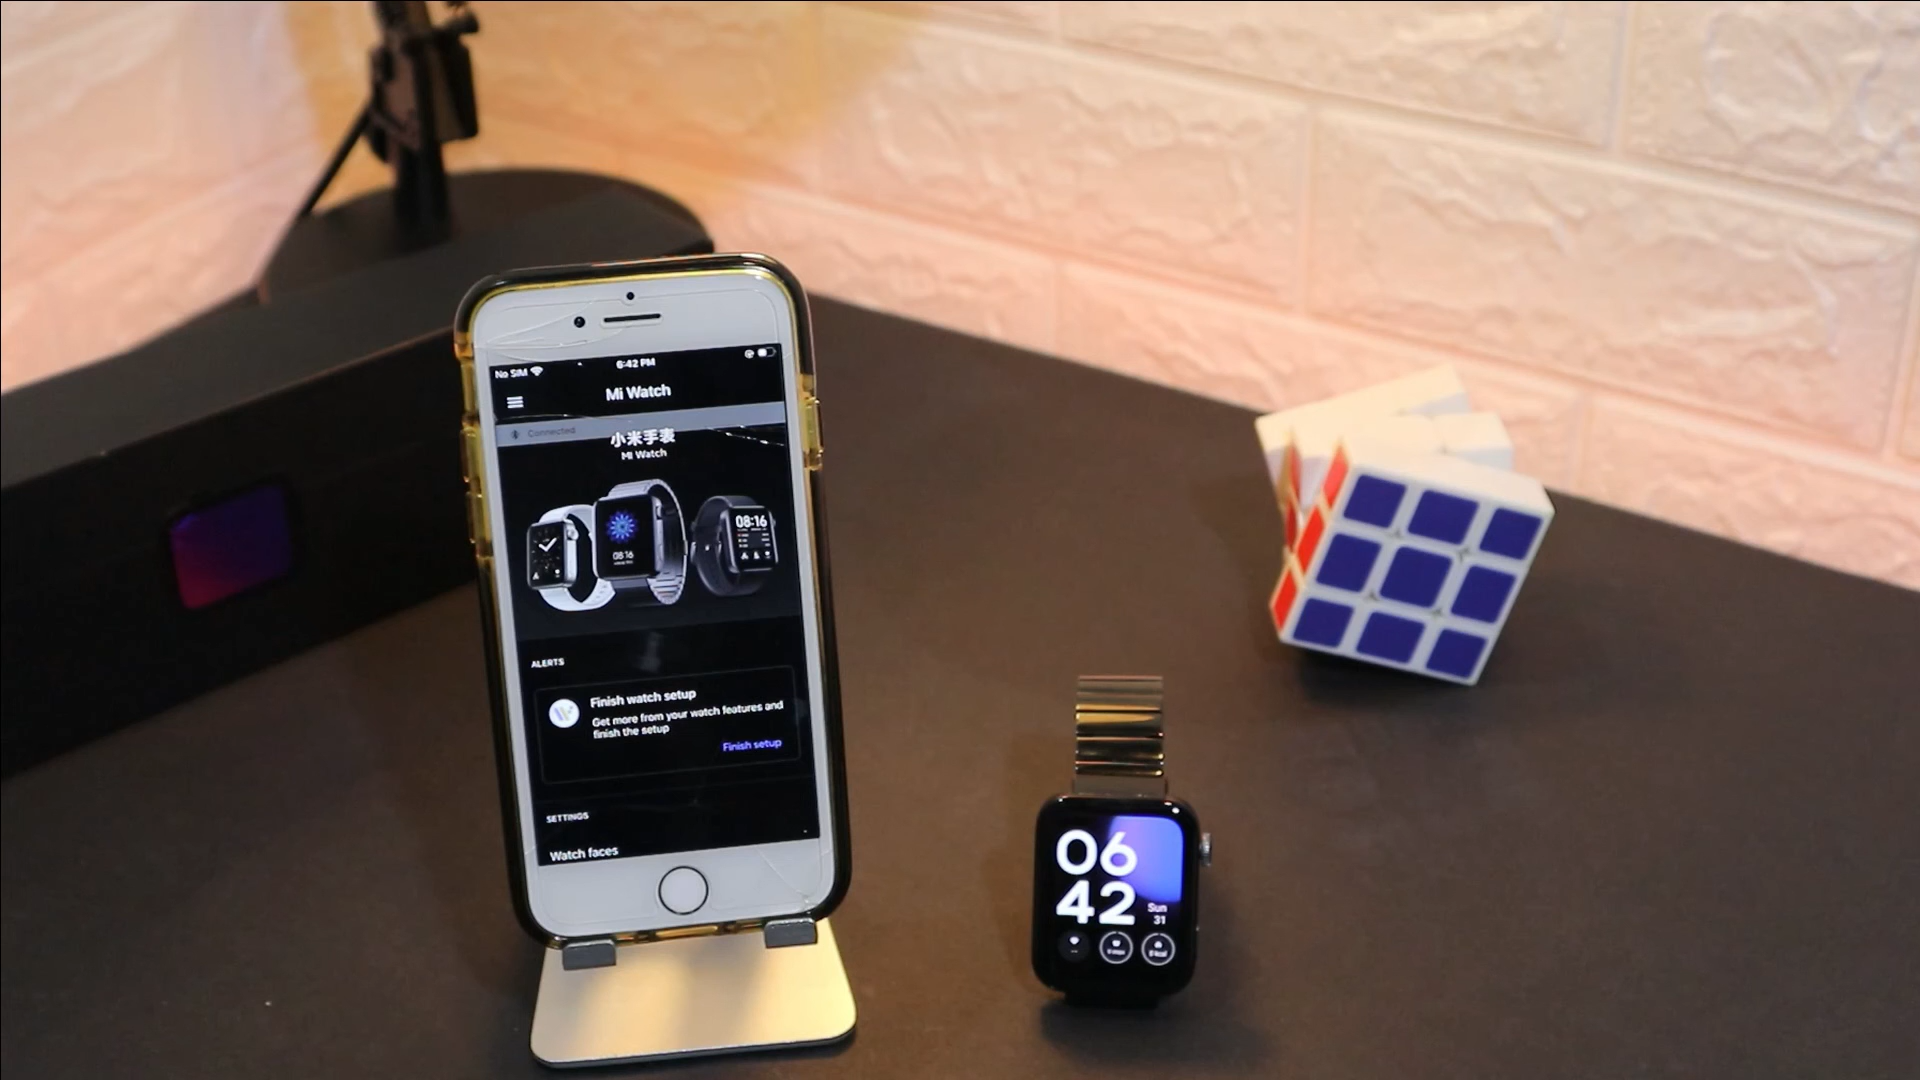 No SIM
6:42 PM
Mi Watch
Connected
小米手表
MI Watch
08:16
08:16
ALERTS
Finish watch setup
Get more from your watch features and
finish the setup
Finish setup
SETTINGS
Watch faces
06
42
Sun
31